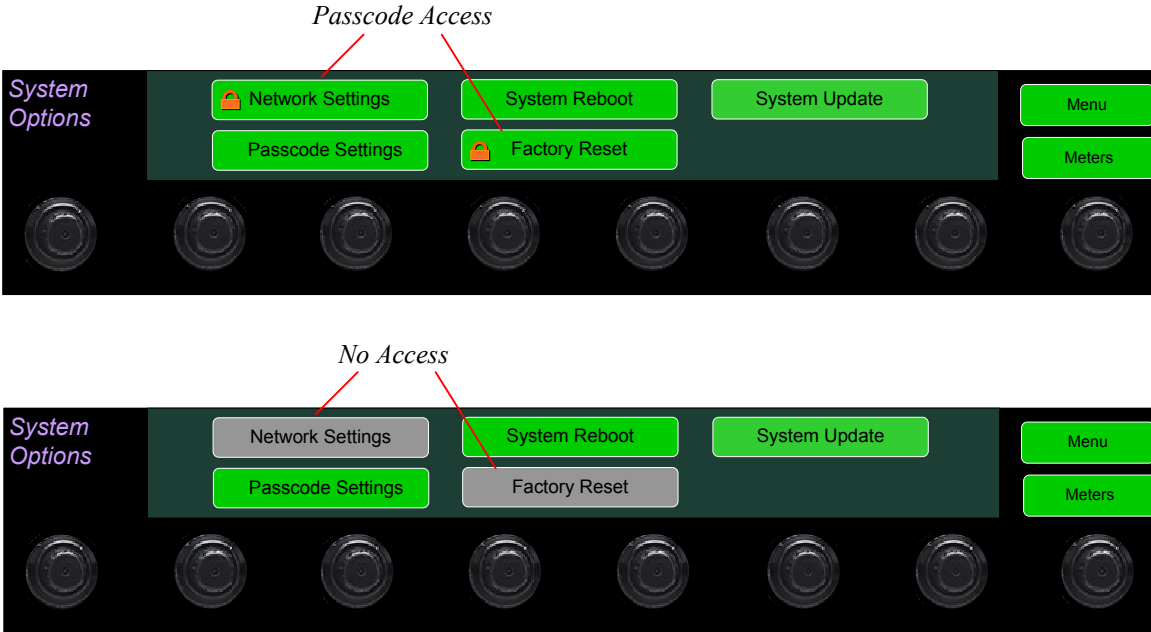 Passcode Access
System
Options
Network Settings
System Reboot
System Update
Menu
Passcode Settings
Factory Reset
Meters
No Access
System
Options
Network Settings
System Reboot
System Update
Menu
Passcode Settings
Factory Reset
Meters